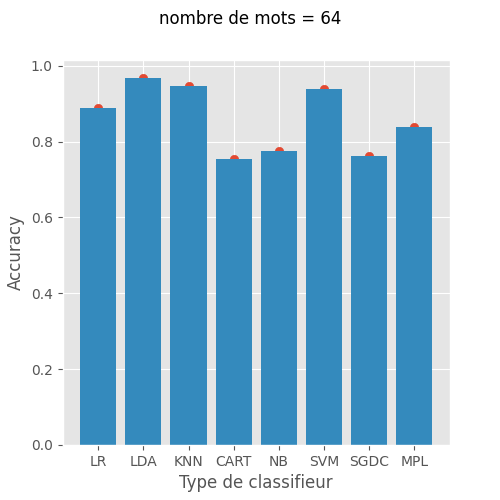 nombre de mots = 64
Accuracy
1.0
0.8
0.6
0.4
0.2
0.0
LR LDA KNN CART NB SVM SGDC MPL
Type de classifieur